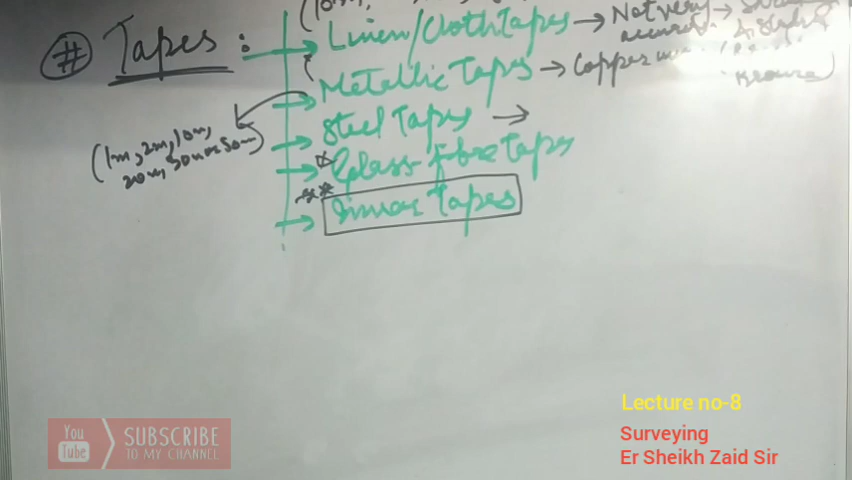 (10m,
# Tapes :
Linen/Cloth Tapes → Not very →
accurate
Metallic Tapes → Copper
Bronze)
(1m, 2m, 10m,
20m, 30m or 50m)
Steel Tapes →
Glass-fibre Tapes
** Invar Tapes
Lecture no-8
Surveying
Er Sheikh Zaid Sir
You
Tube
SUBSCRIBE
TO MY CHANNEL